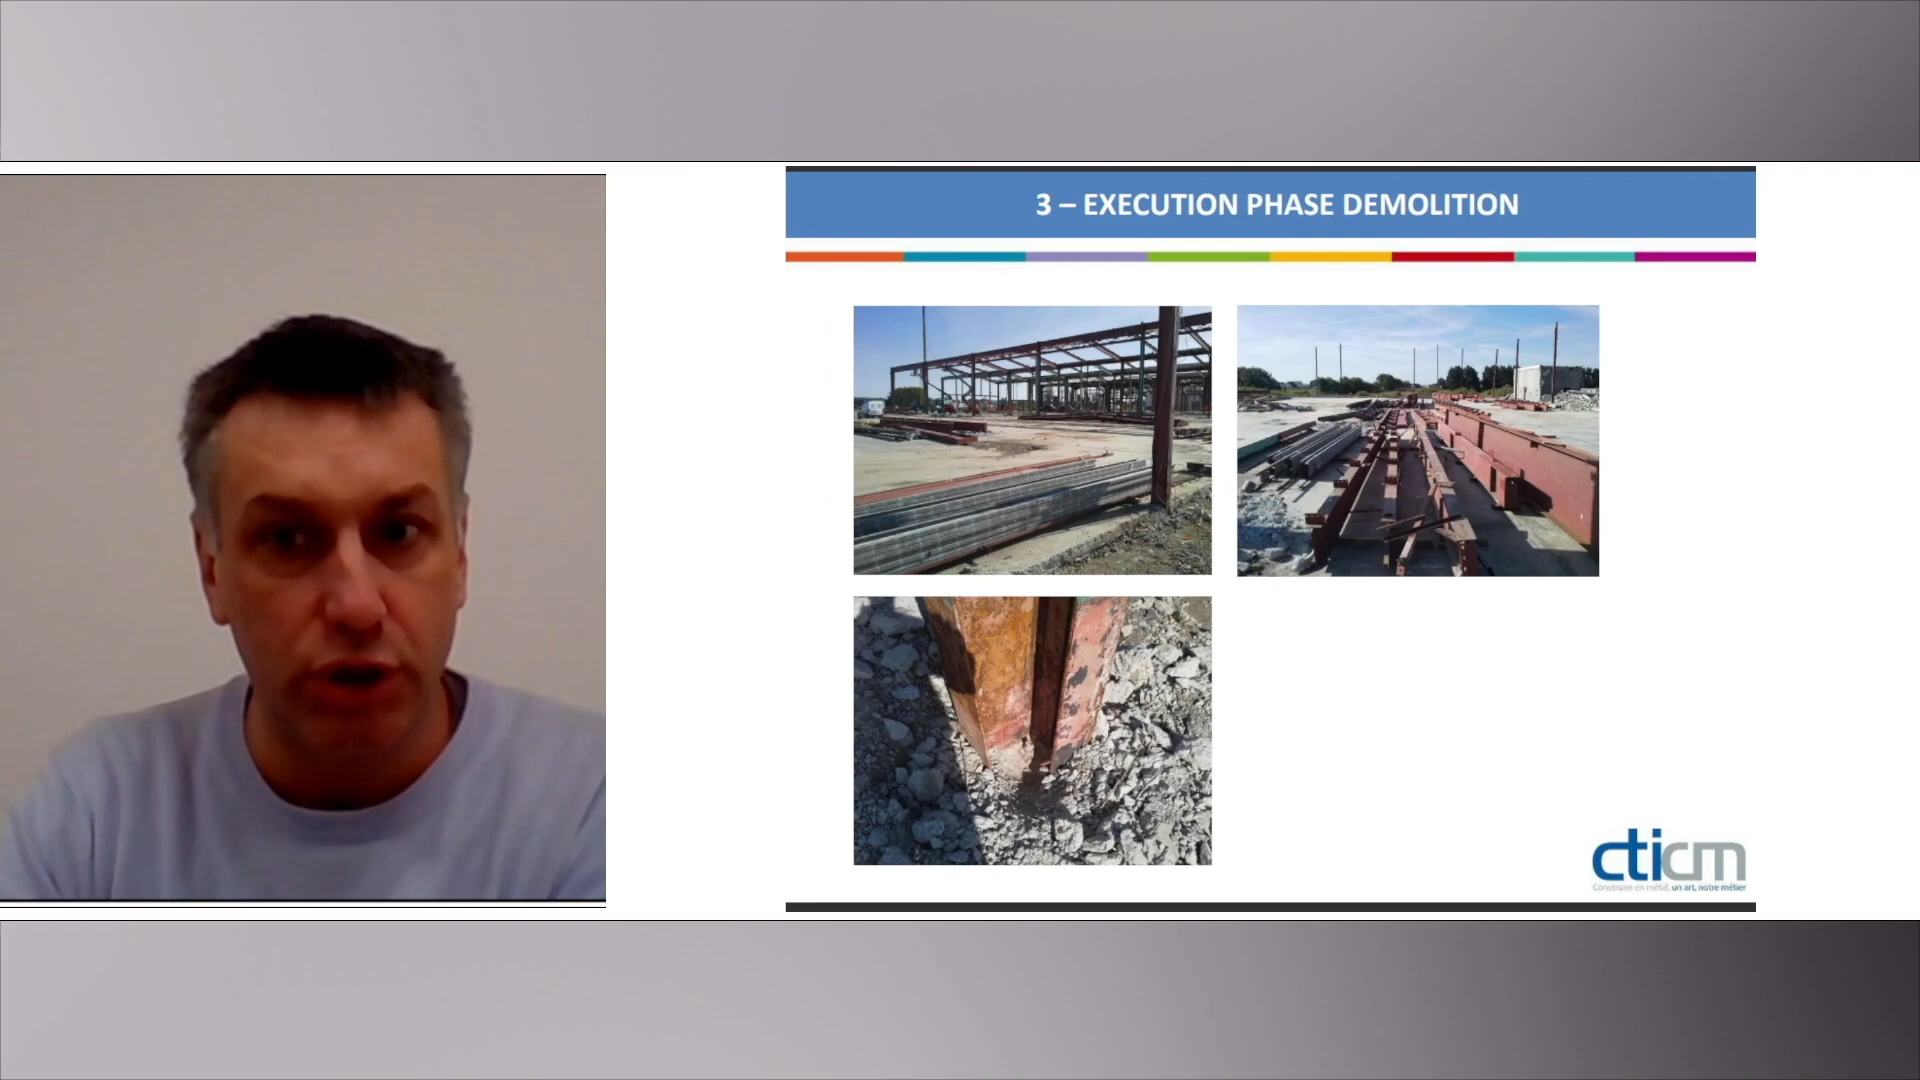 3 – EXECUTION PHASE DEMOLITION
cticm
Construire en métal, un art, notre métier